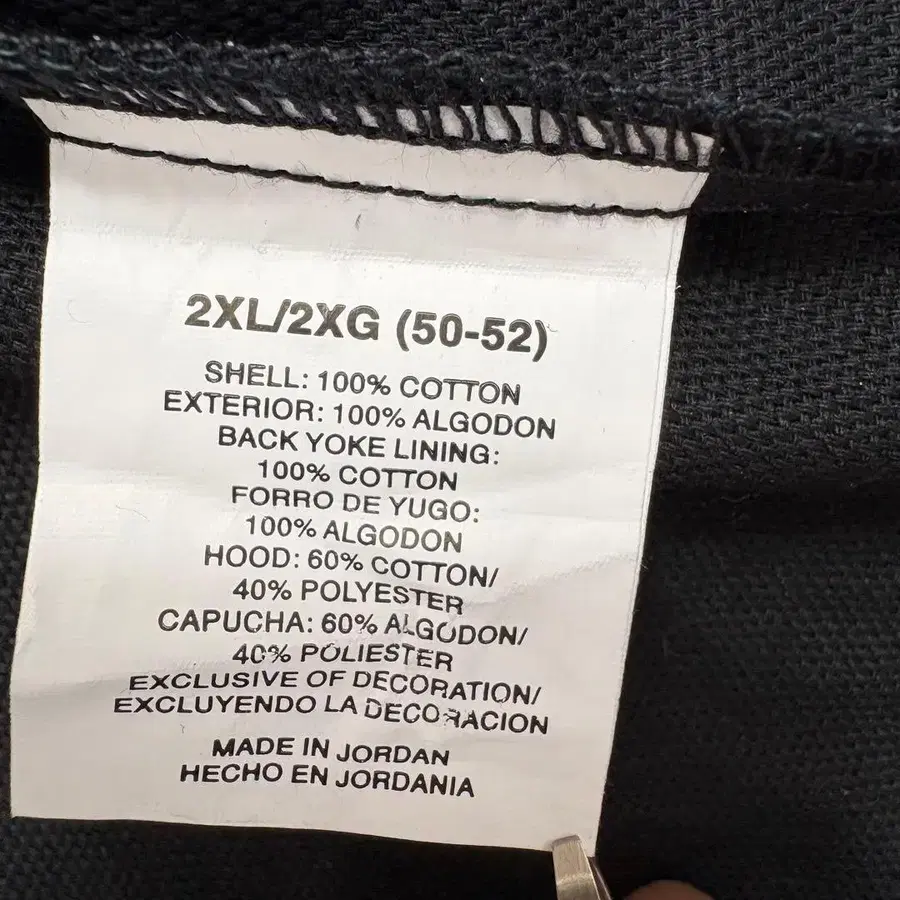 2XL/2XG (50-52)
SHELL: 100% COTTON
EXTERIOR: 100% ALGODON
BACK YOKE LINING:
100% COTTON
FORRO DE YUGO:
100% ALGODON
HOOD: 60% COTTON/
40% POLYESTER
CAPUCHA: 60% ALGODON/
40% POLIESTER
EXCLUSIVE OF DECORATION/
EXCLUYENDO LA DECORACION
MADE IN JORDAN
HECHO EN JORDANIA